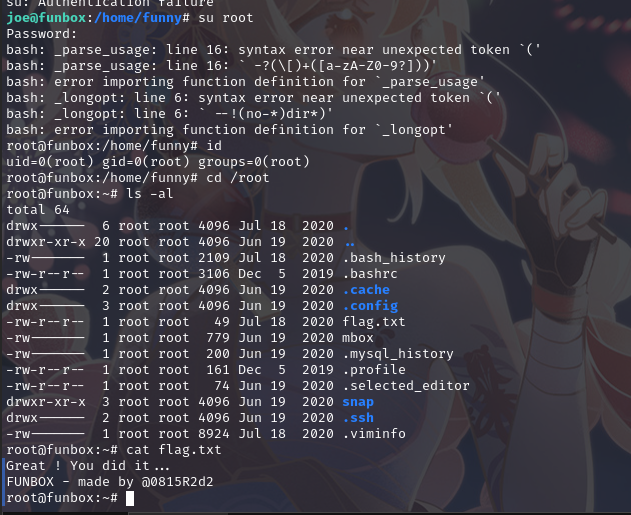 su: Authentication failure
joe@funbox:/home/funny# su root
Password:
bash: _parse_usage: line 16: syntax error near unexpected token `('
bash: _parse_usage: line 16: ` -?(\[)+([a-zA-Z0-9?]))'
bash: error importing function definition for `_parse_usage'
bash: _longopt: line 6: syntax error near unexpected token `('
bash: _longopt: line 6: ` --!(no-*)dir*)'
bash: error importing function definition for `_longopt'
root@funbox:/home/funny# id
uid=0(root) gid=0(root) groups=0(root)
root@funbox:/home/funny# cd /root
root@funbox:~# ls -al
total 64
drwx------ 6 root root 4096 Jul 18 2020 .
drwxr-xr-x 20 root root 4096 Jun 19 2020 ..
-rw------- 1 root root 2109 Jul 18 2020 .bash_history
-rw-r--r-- 1 root root 3106 Dec 5 2019 .bashrc
drwx------ 2 root root 4096 Jun 19 2020 .cache
drwx------ 3 root root 4096 Jun 19 2020 .config
-rw-r--r-- 1 root root 49 Jul 18 2020 flag.txt
-rw------- 1 root root 779 Jun 19 2020 mbox
-rw------- 1 root root 200 Jun 19 2020 .mysql_history
-rw-r--r-- 1 root root 161 Dec 5 2019 .profile
-rw-r--r-- 1 root root 74 Jun 19 2020 .selected_editor
drwxr-xr-x 3 root root 4096 Jun 19 2020 snap
drwx------ 2 root root 4096 Jun 19 2020 .ssh
-rw------- 1 root root 8924 Jul 18 2020 .viminfo
root@funbox:~# cat flag.txt
Great ! You did it...
FUNBOX - made by @0815R2d2
root@funbox:~#